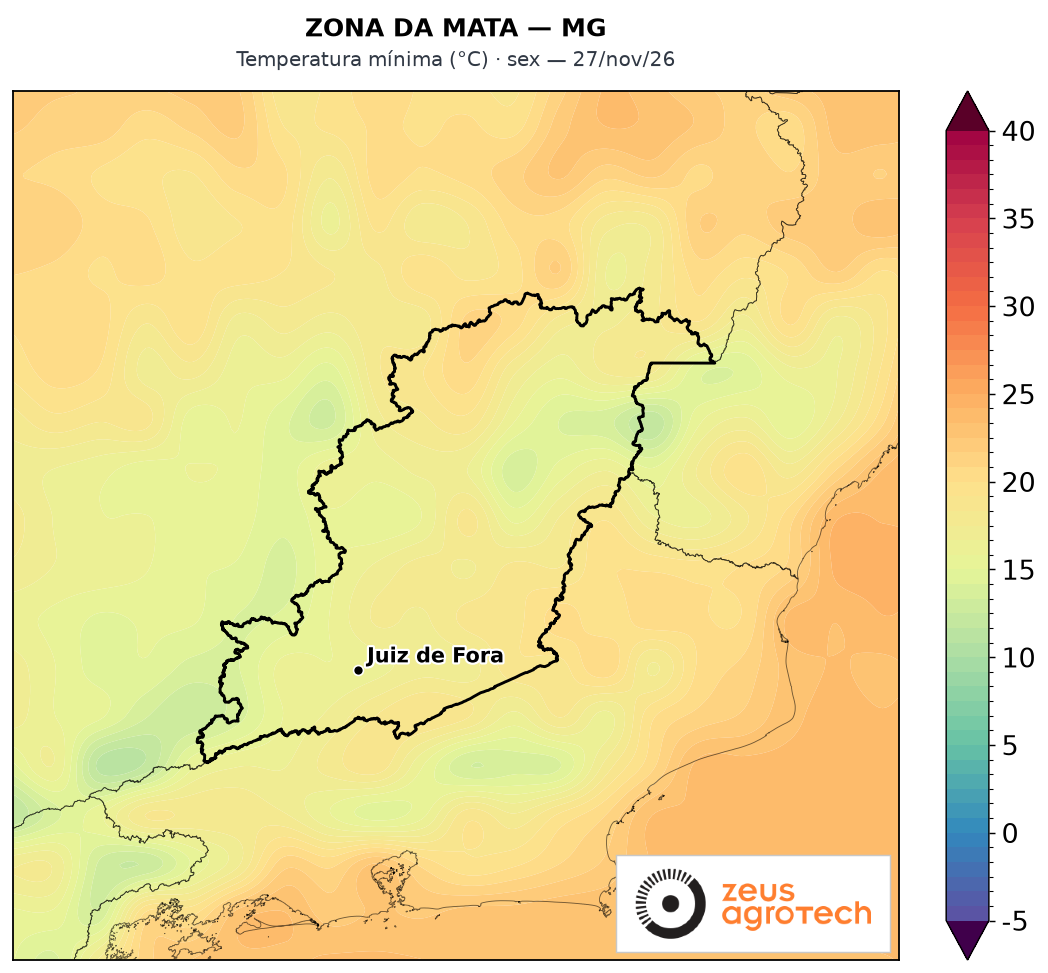 ZONA DA MATA — MG
Temperatura mínima (°C) · sex — 27/nov/26
40
35
30
25
20
15
10
5
0
-5
Juiz de Fora
zeus
agrotech